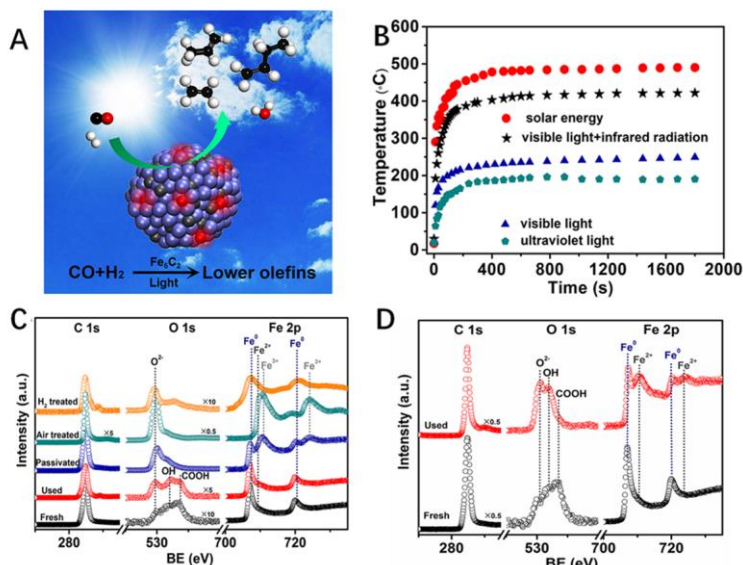 A
CO+H₂
Fe₅C₂
Light
Lower olefins
B
Temperature (◦C)
600
500
400
300
200
100
0
solar energy
visible light+infrared radiation
visible light
ultraviolet light
0 400 800 1200 1600 2000
Time (s)
C
C 1s O 1s Fe 2p
Fe⁰ Fe²⁺ Fe³⁺ Fe⁰ Fe³⁺
O²⁻
H₂ treated ×10
Air treated ×5 ×0.5
Passivated
OH COOH
Used ×5
Fresh ×10
Intensity (a.u.)
280 530 700 720
BE (eV)
D
C 1s O 1s Fe 2p
Fe⁰ Fe²⁺ Fe⁰ Fe³⁺
O²⁻
OH
COOH
Used ×0.5
Fresh ×0.5
Intensity (a.u.)
280 530 700 720
BE (eV)